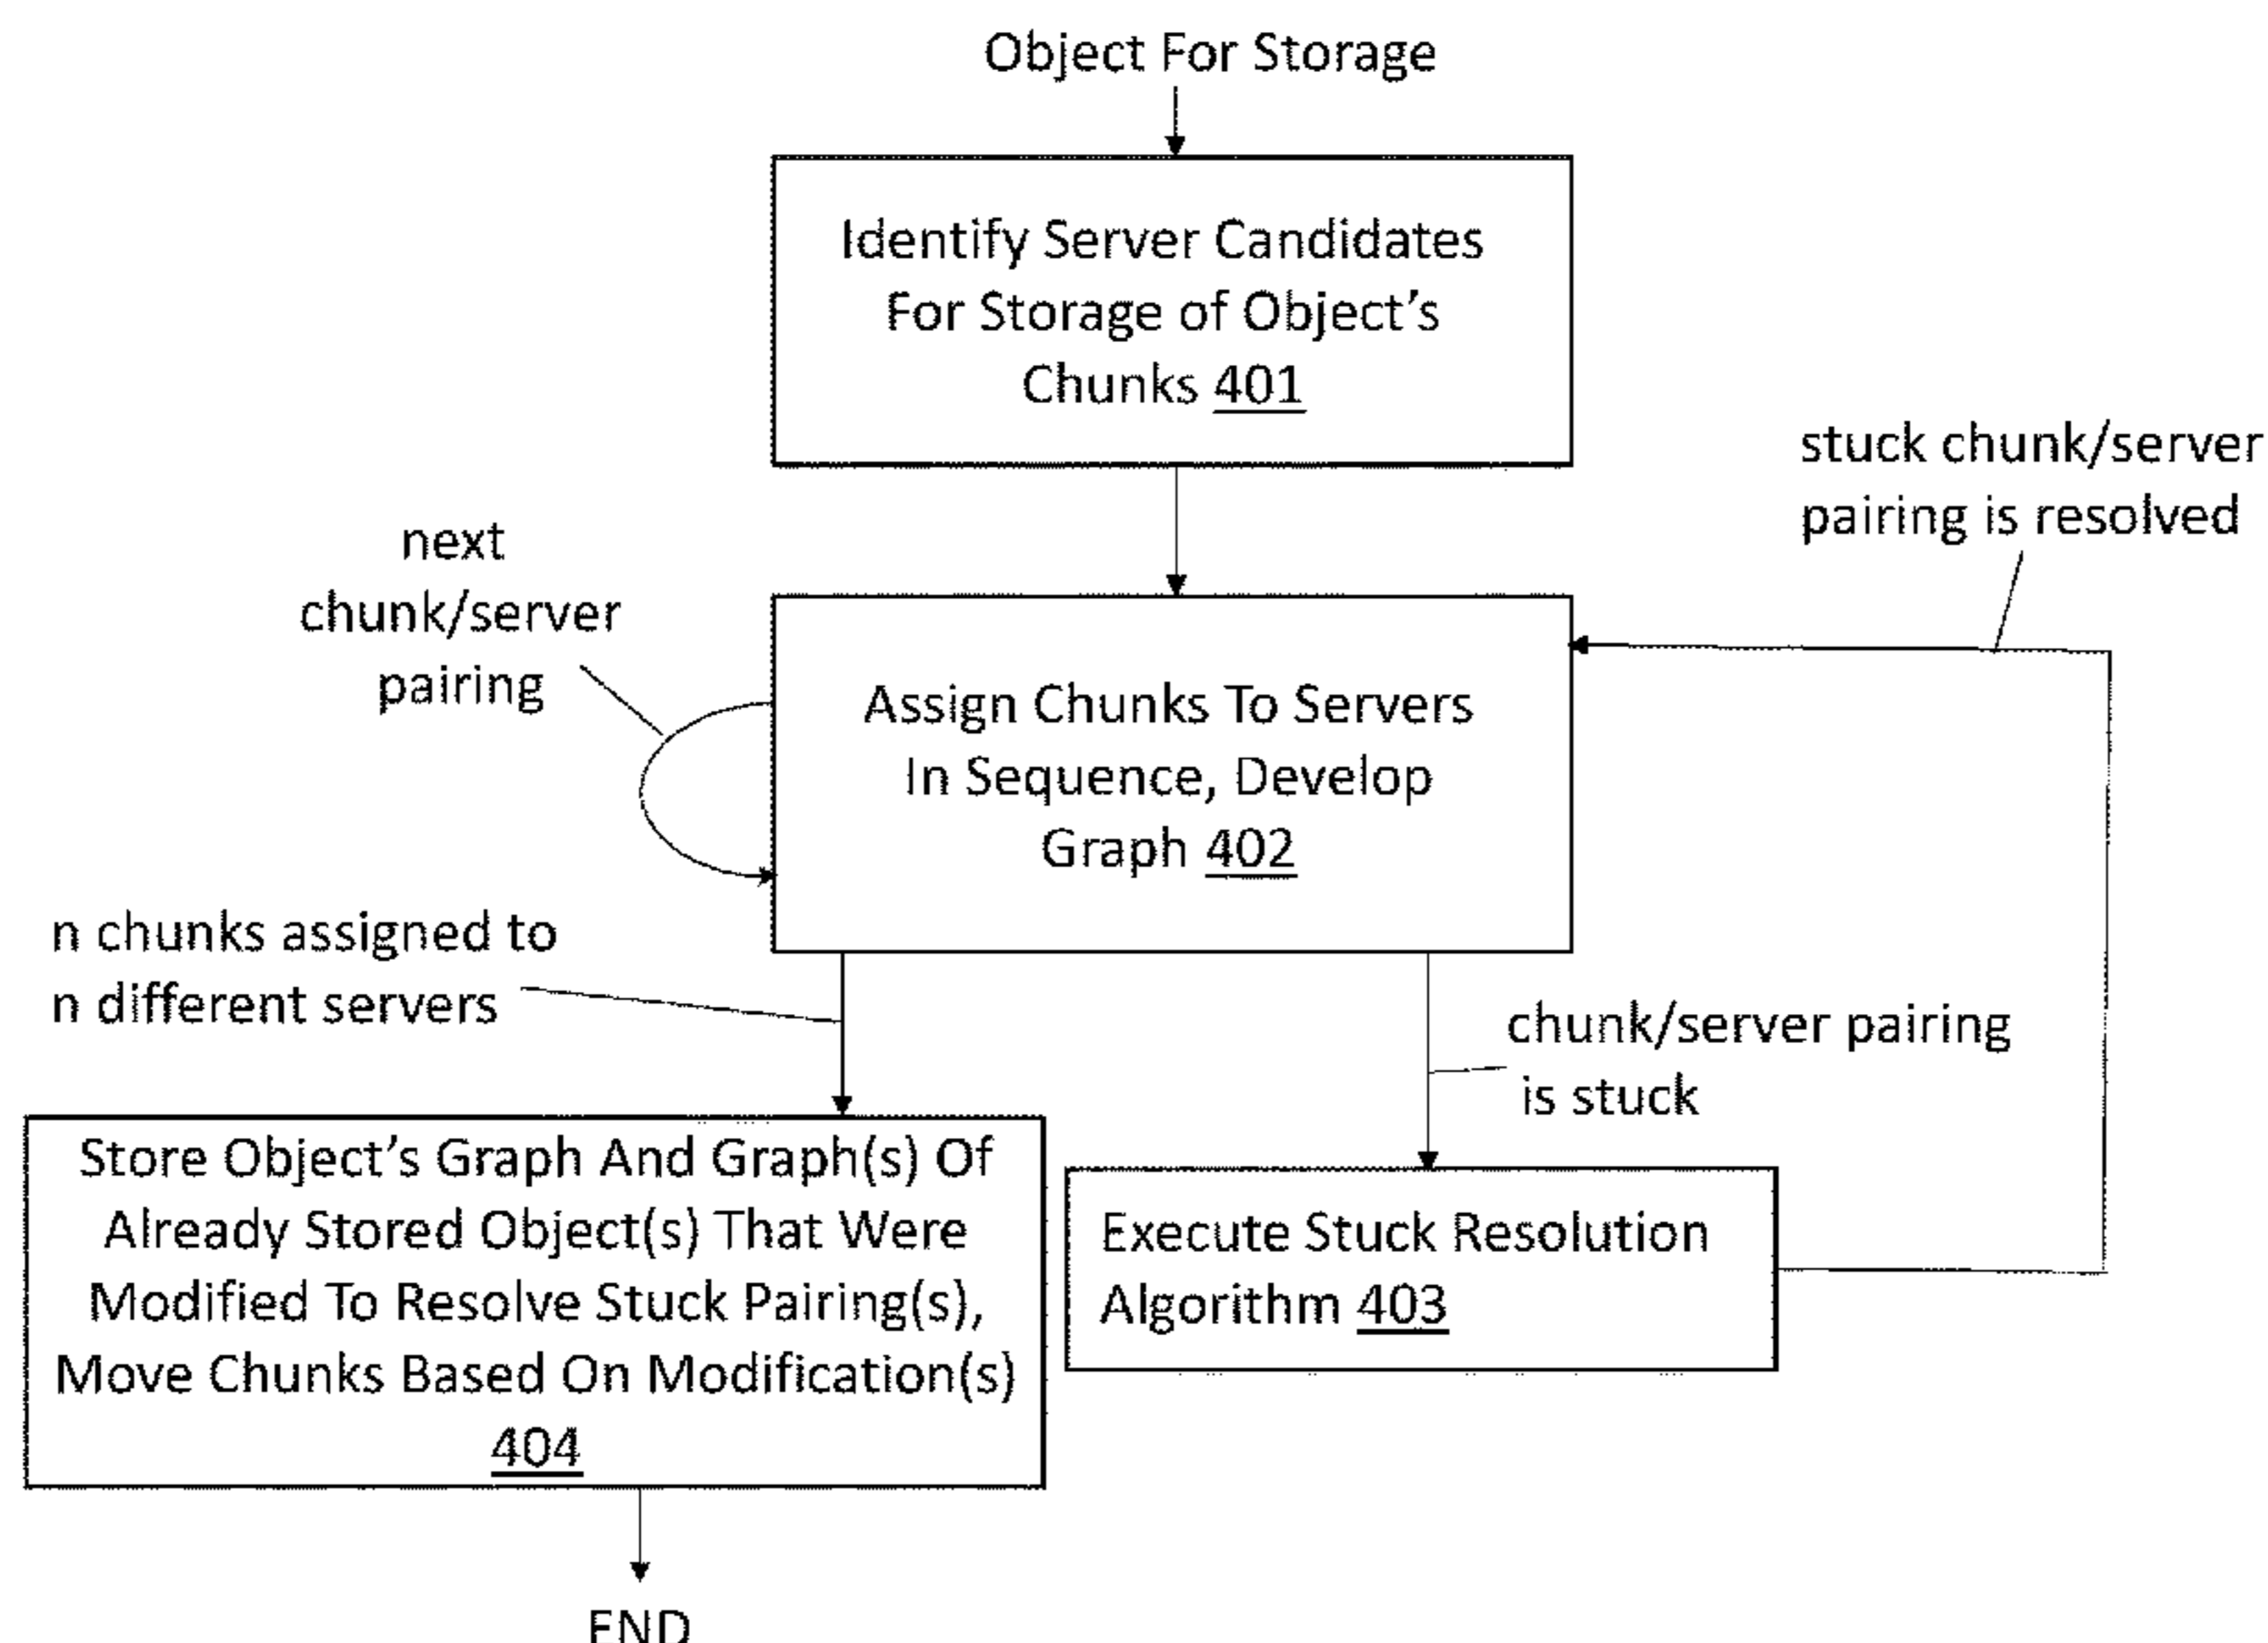 Object For Storage
Identify Server Candidates
For Storage of Object's
Chunks 401
stuck chunk/server
pairing is resolved
next
chunk/server
pairing
Assign Chunks To Servers
In Sequence, Develop
Graph 402
n chunks assigned to
n different servers
chunk/server pairing
is stuck
Store Object's Graph And Graph(s) Of
Already Stored Object(s) That Were
Modified To Resolve Stuck Pairing(s),
Move Chunks Based On Modification(s)
404
Execute Stuck Resolution
Algorithm 403
END